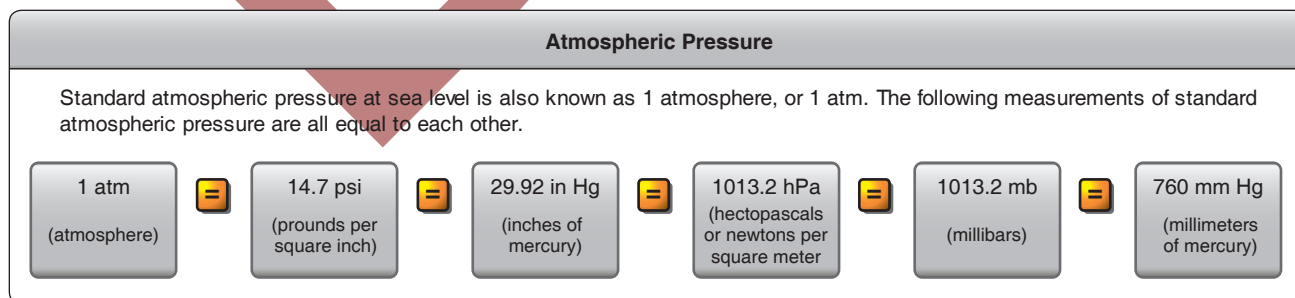 Atmospheric Pressure
Standard atmospheric pressure at sea level is also known as 1 atmosphere, or 1 atm. The following measurements of standard
atmospheric pressure are all equal to each other.
1 atm
(atmosphere)
=
14.7 psi
(prounds per
square inch)
=
29.92 in Hg
(inches of
mercury)
=
1013.2 hPa
(hectopascals
or newtons per
square meter
=
1013.2 mb
(millibars)
=
760 mm Hg
(millimeters
of mercury)